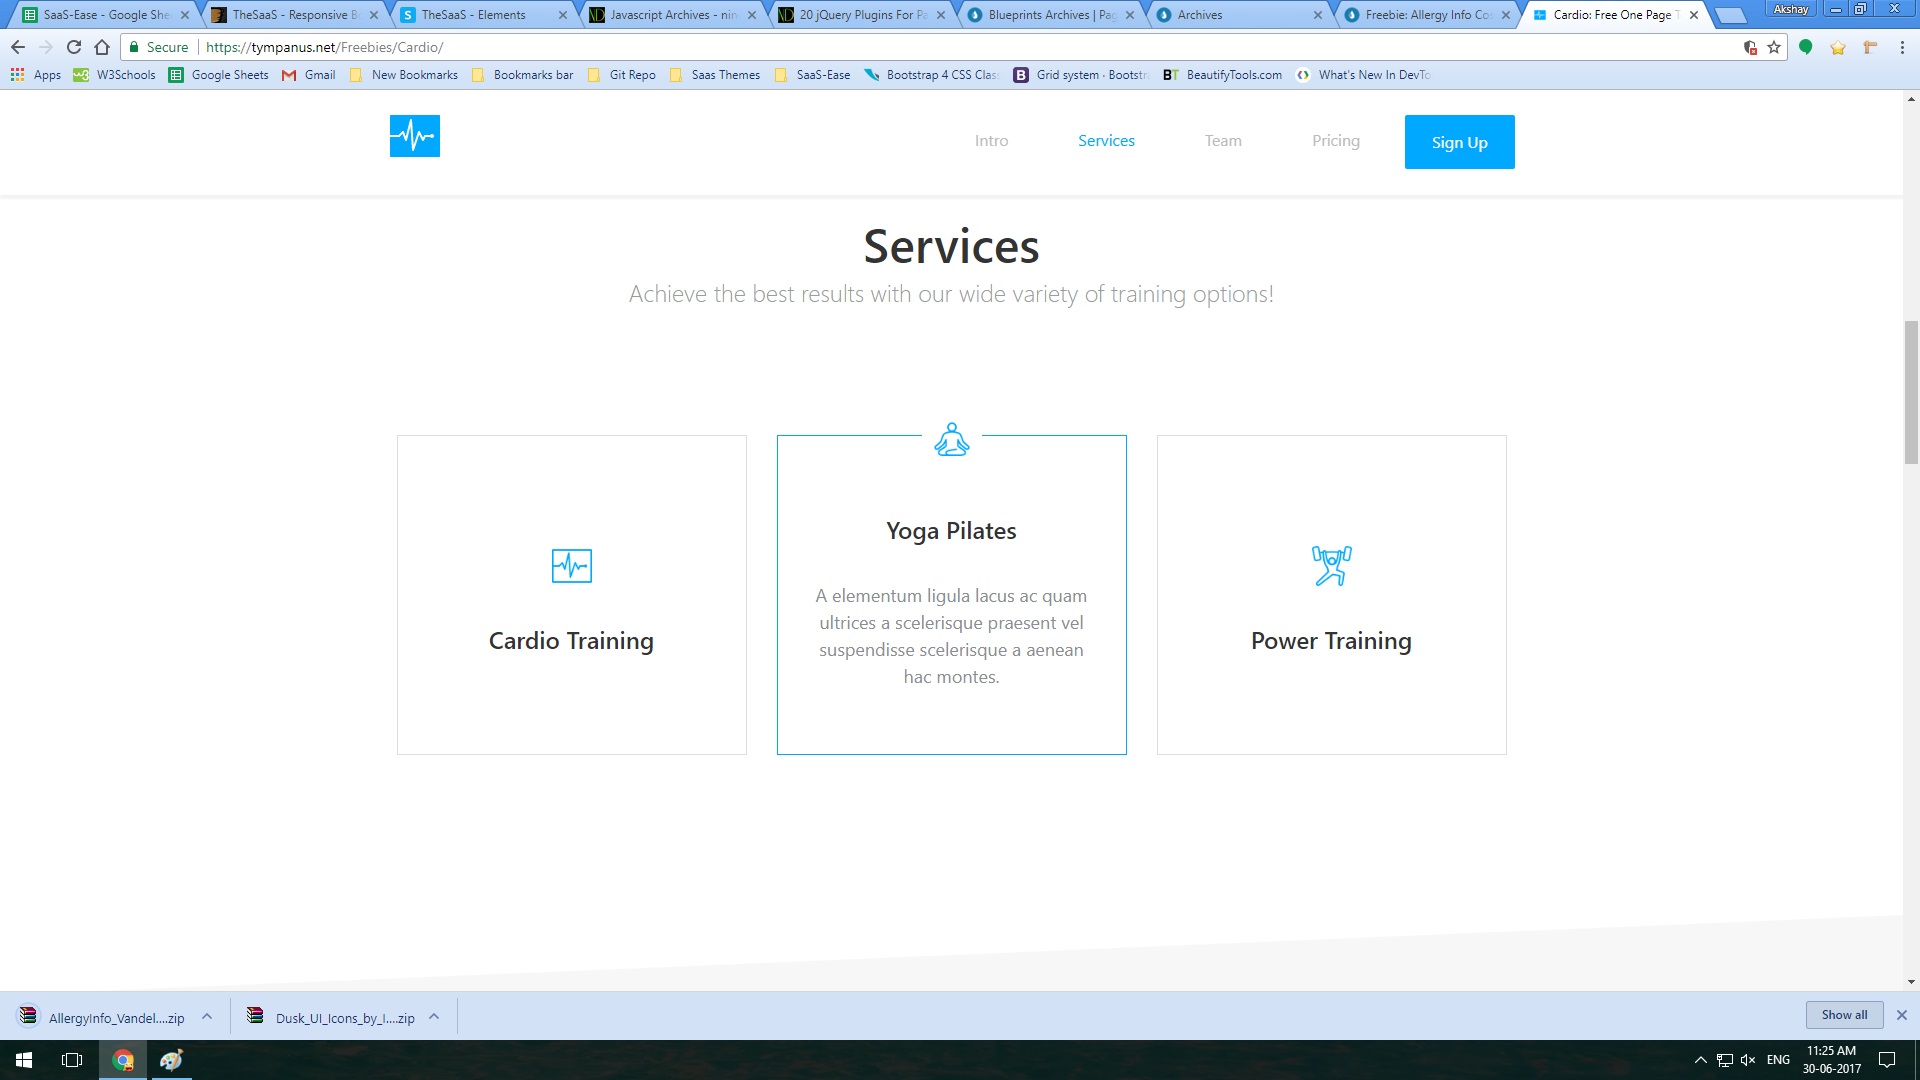 SaaS-Ease - Google She
TheSaaS - Responsive B
TheSaaS - Elements
Javascript Archives - nin
20 jQuery Plugins For Pa
Blueprints Archives | Pag
Archives
Freebie: Allergy Info Co
Cardio: Free One Page T
Akshay
Secure
https://tympanus.net/Freebies/Cardio/
Apps
W3Schools
Google Sheets
Gmail
New Bookmarks
Bookmarks bar
Git Repo
Saas Themes
SaaS-Ease
Bootstrap 4 CSS Clas
Grid system · Bootstr
BeautifyTools.com
What's New In DevTo
Intro
Services
Team
Pricing
Sign Up
Services
Achieve the best results with our wide variety of training options!
Cardio Training
Yoga Pilates
A elementum ligula lacus ac quam
ultrices a scelerisque praesent vel
suspendisse scelerisque a aenean
hac montes.
Power Training
AllergyInfo_Vandel....zip
Dusk_UI_Icons_by_I....zip
Show all
ENG
11:25 AM
30-06-2017